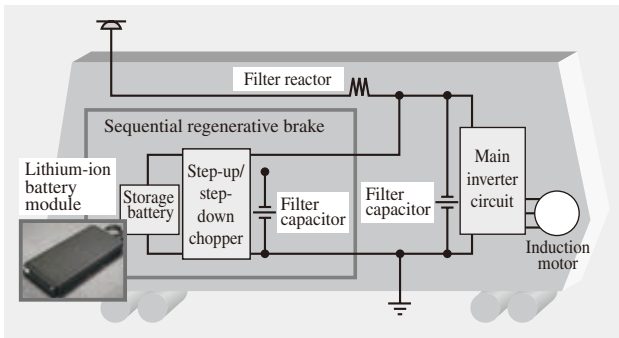 Filter reactor
Sequential regenerative brake
Lithium-ion
battery
module
Storage
battery
Step-up/
step-
down
chopper
Filter
capacitor
Filter
capacitor
Main
inverter
circuit
Induction
motor